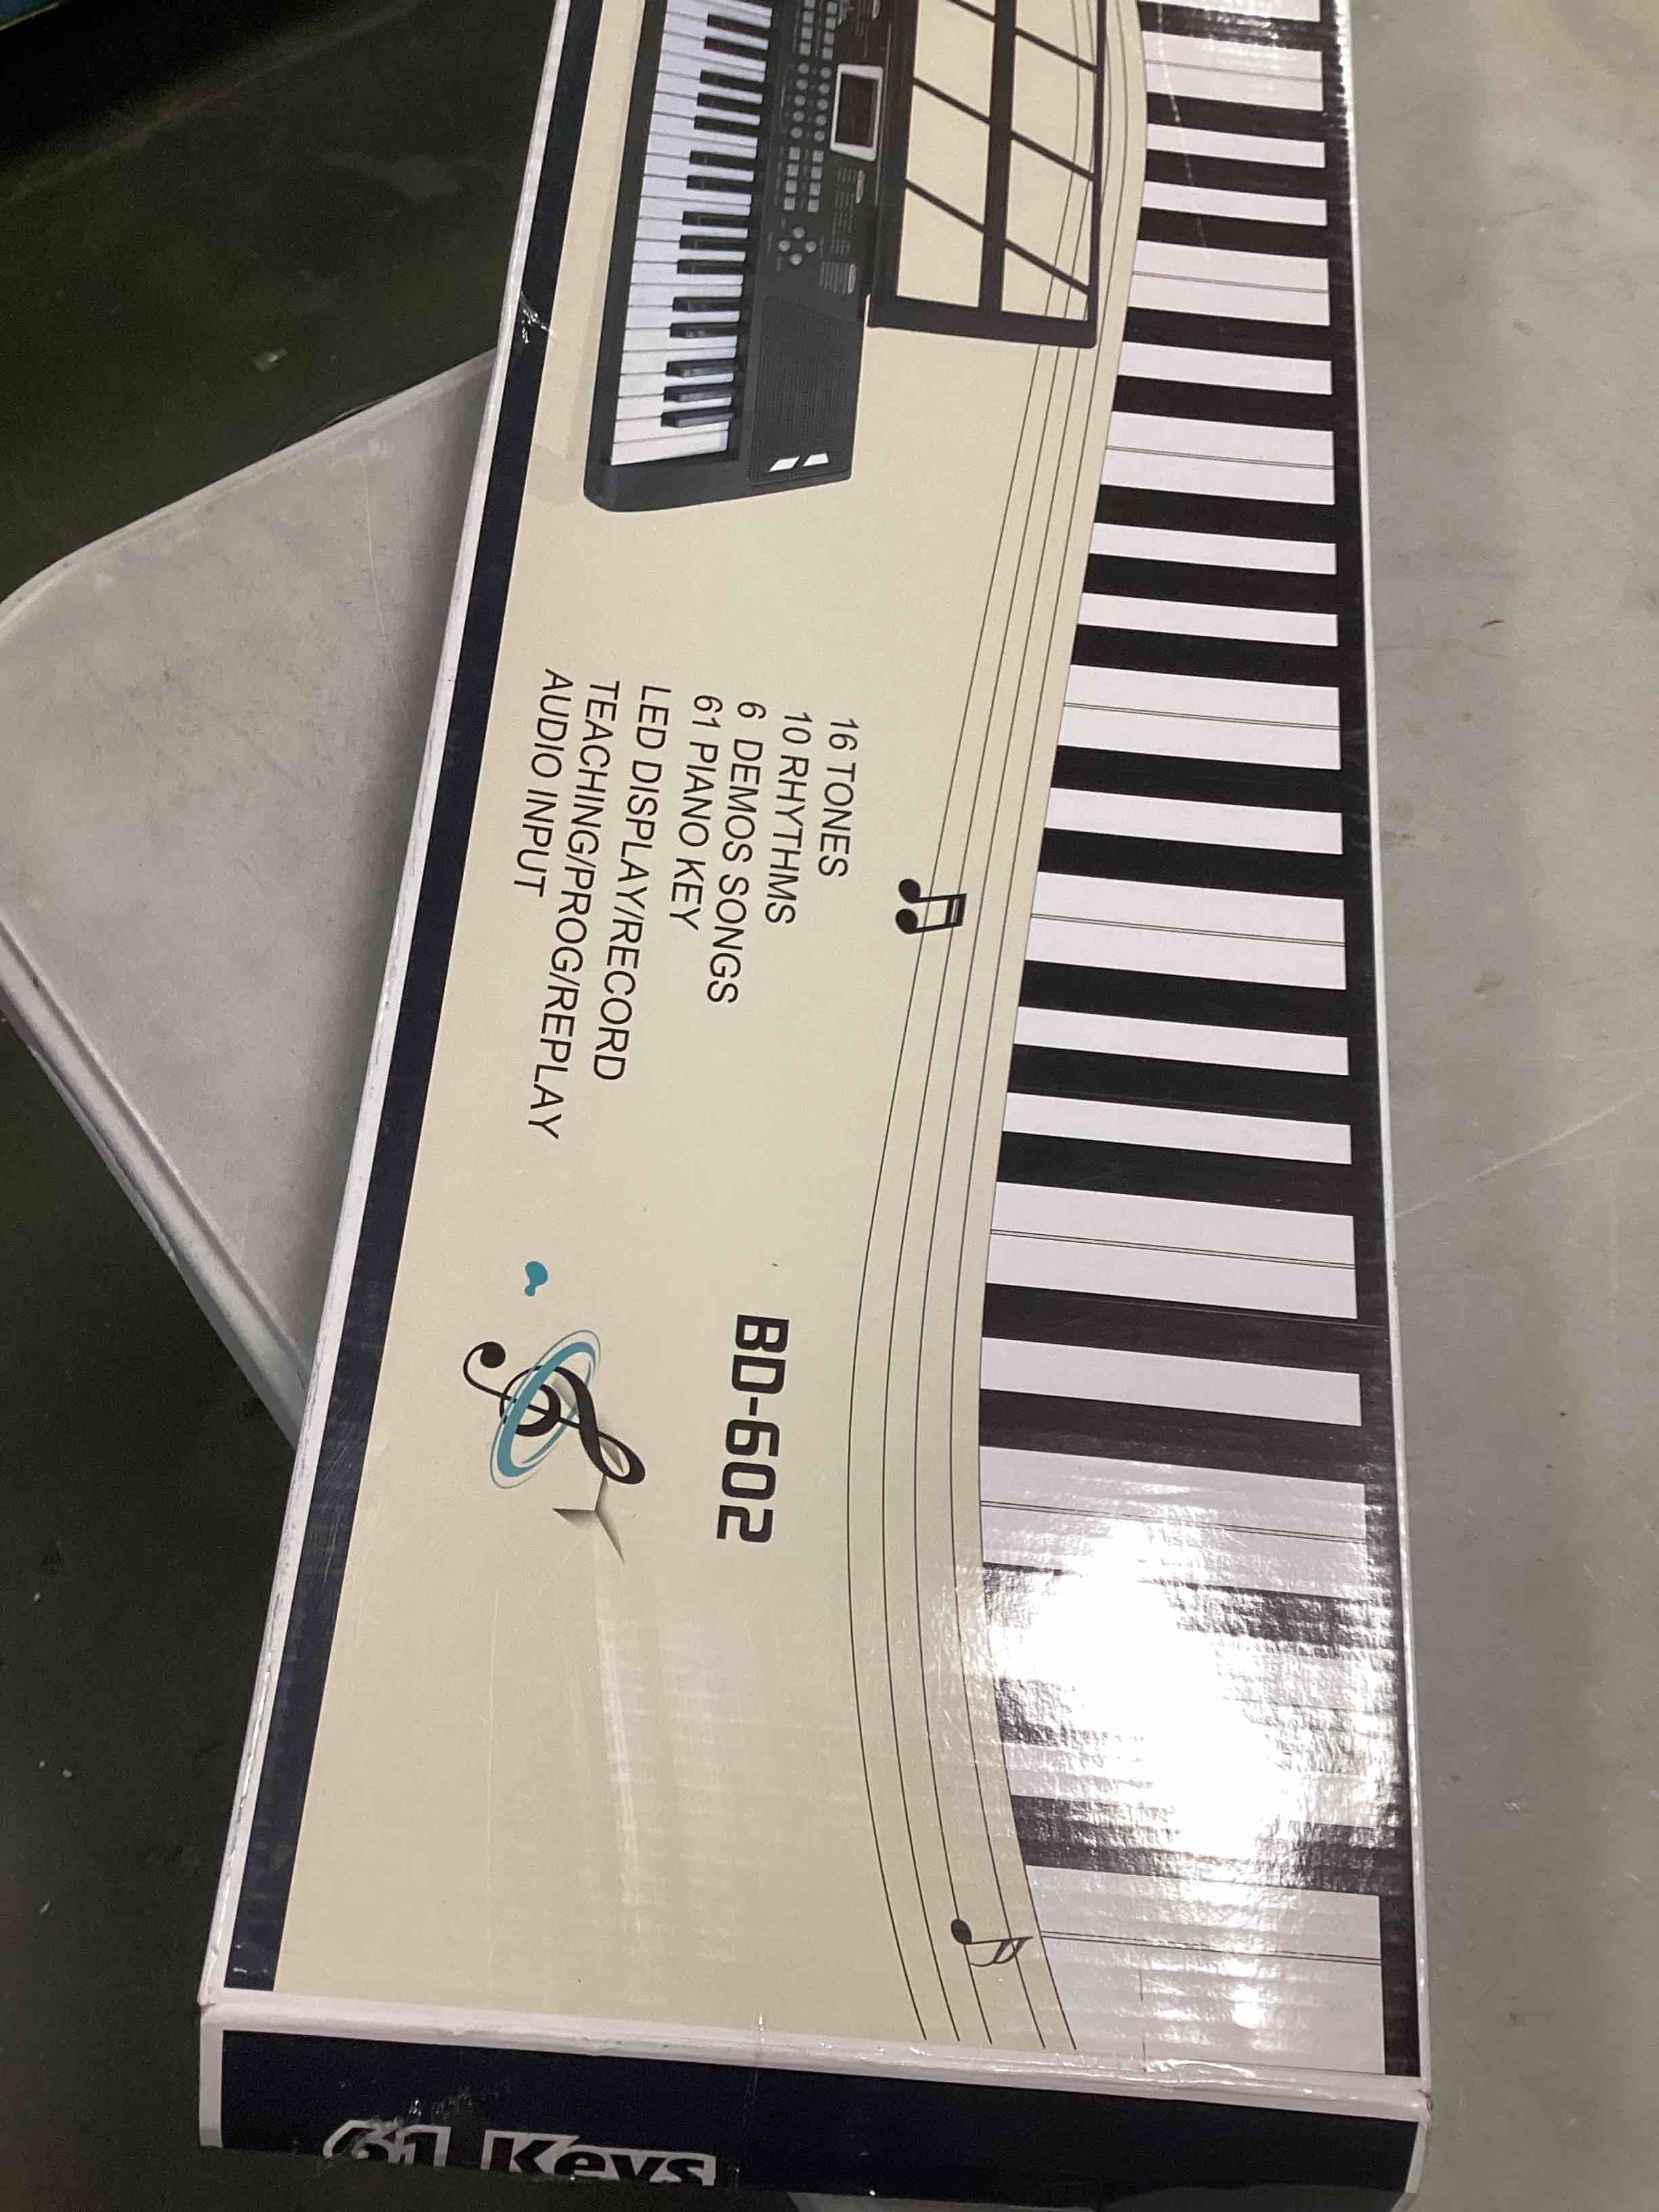 16 TONES
10 RHYTHMS
6 DEMOS SONGS
61 PIANO KEY
LED DISPLAY/RECORD
TEACHING/PROG/REPLAY
AUDIO INPUT
BD-602
61 Keys